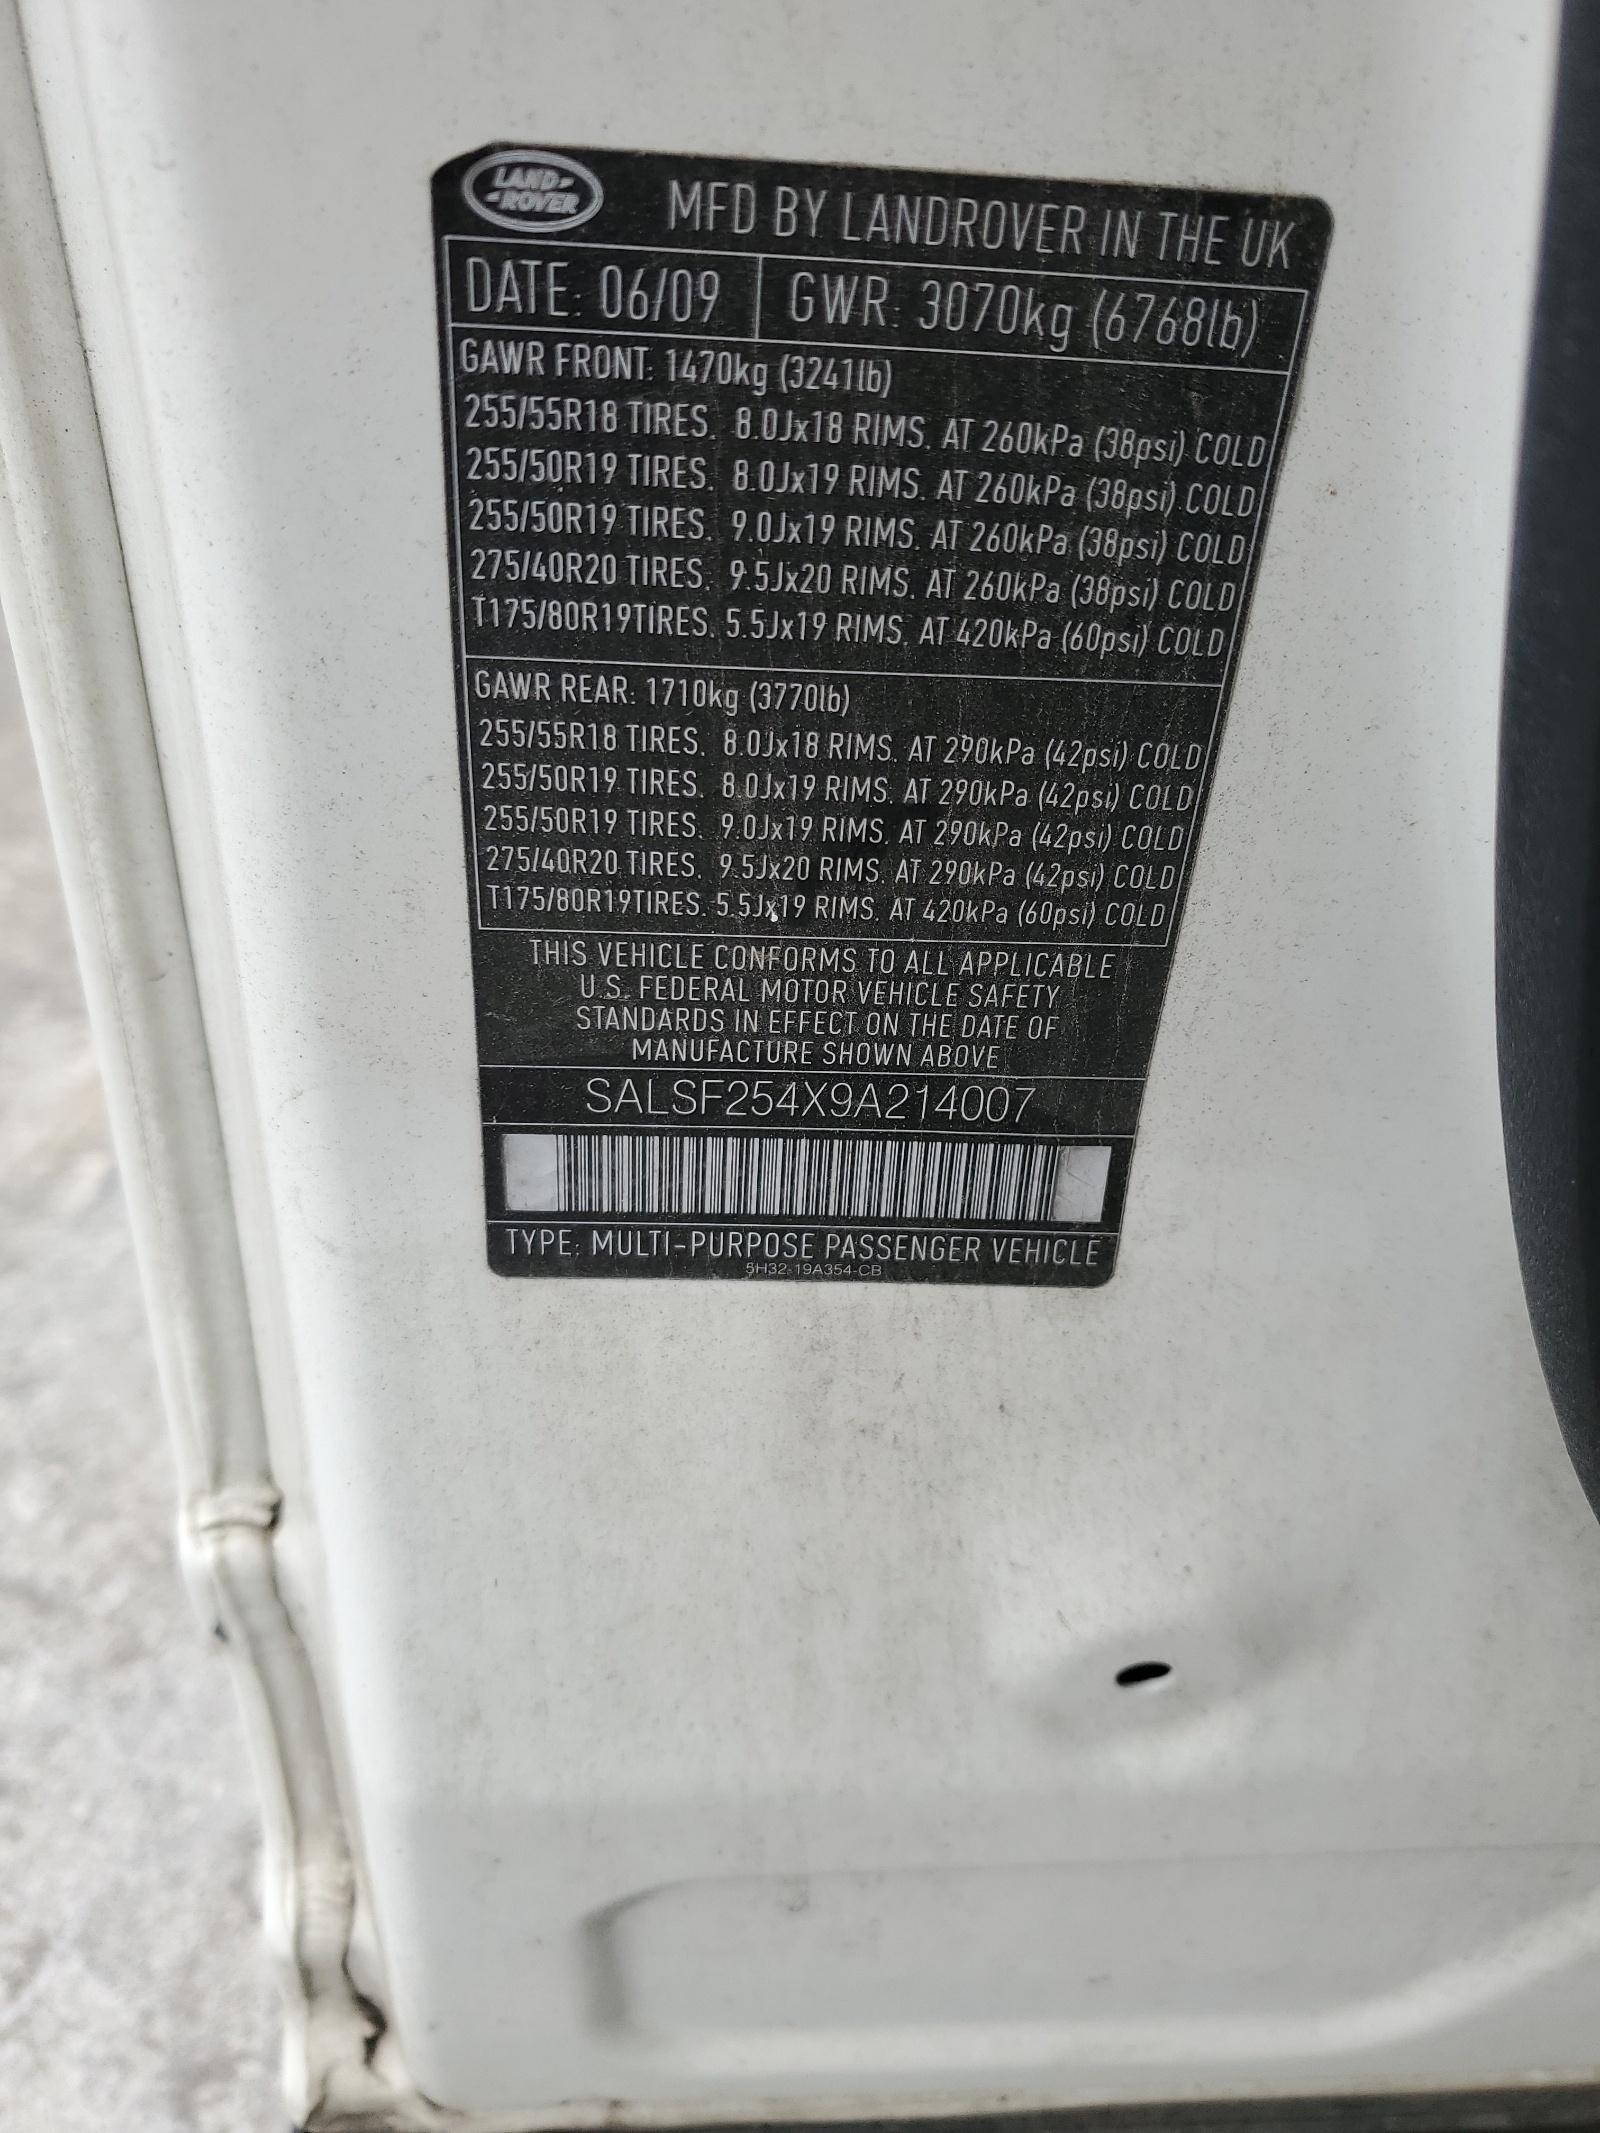 LAND-
-ROVER
MFD BY LANDROVER IN THE UK
DATE: 06/09 GWR: 3070kg (6768lb)
GAWR FRONT: 1470kg (3241lb)
255/55R18 TIRES. 8.0Jx18 RIMS. AT 260kPa (38psi) COLD
255/50R19 TIRES. 8.0Jx19 RIMS. AT 260kPa (38psi) COLD
255/50R19 TIRES. 9.0Jx19 RIMS. AT 260kPa (38psi) COLD
275/40R20 TIRES. 9.5Jx20 RIMS. AT 260kPa (38psi) COLD
T175/80R19TIRES. 5.5Jx19 RIMS. AT 420kPa (60psi) COLD
GAWR REAR: 1710kg (3770lb)
255/55R18 TIRES. 8.0Jx18 RIMS. AT 290kPa (42psi) COLD
255/50R19 TIRES. 8.0Jx19 RIMS. AT 290kPa (42psi) COLD
255/50R19 TIRES. 9.0Jx19 RIMS. AT 290kPa (42psi) COLD
275/40R20 TIRES. 9.5Jx20 RIMS. AT 290kPa (42psi) COLD
T175/80R19TIRES. 5.5Jx19 RIMS. AT 420kPa (60psi) COLD
THIS VEHICLE CONFORMS TO ALL APPLICABLE
U.S. FEDERAL MOTOR VEHICLE SAFETY
STANDARDS IN EFFECT ON THE DATE OF
MANUFACTURE SHOWN ABOVE
SALSF254X9A214007
TYPE: MULTI-PURPOSE PASSENGER VEHICLE
5H32-19A354-CB